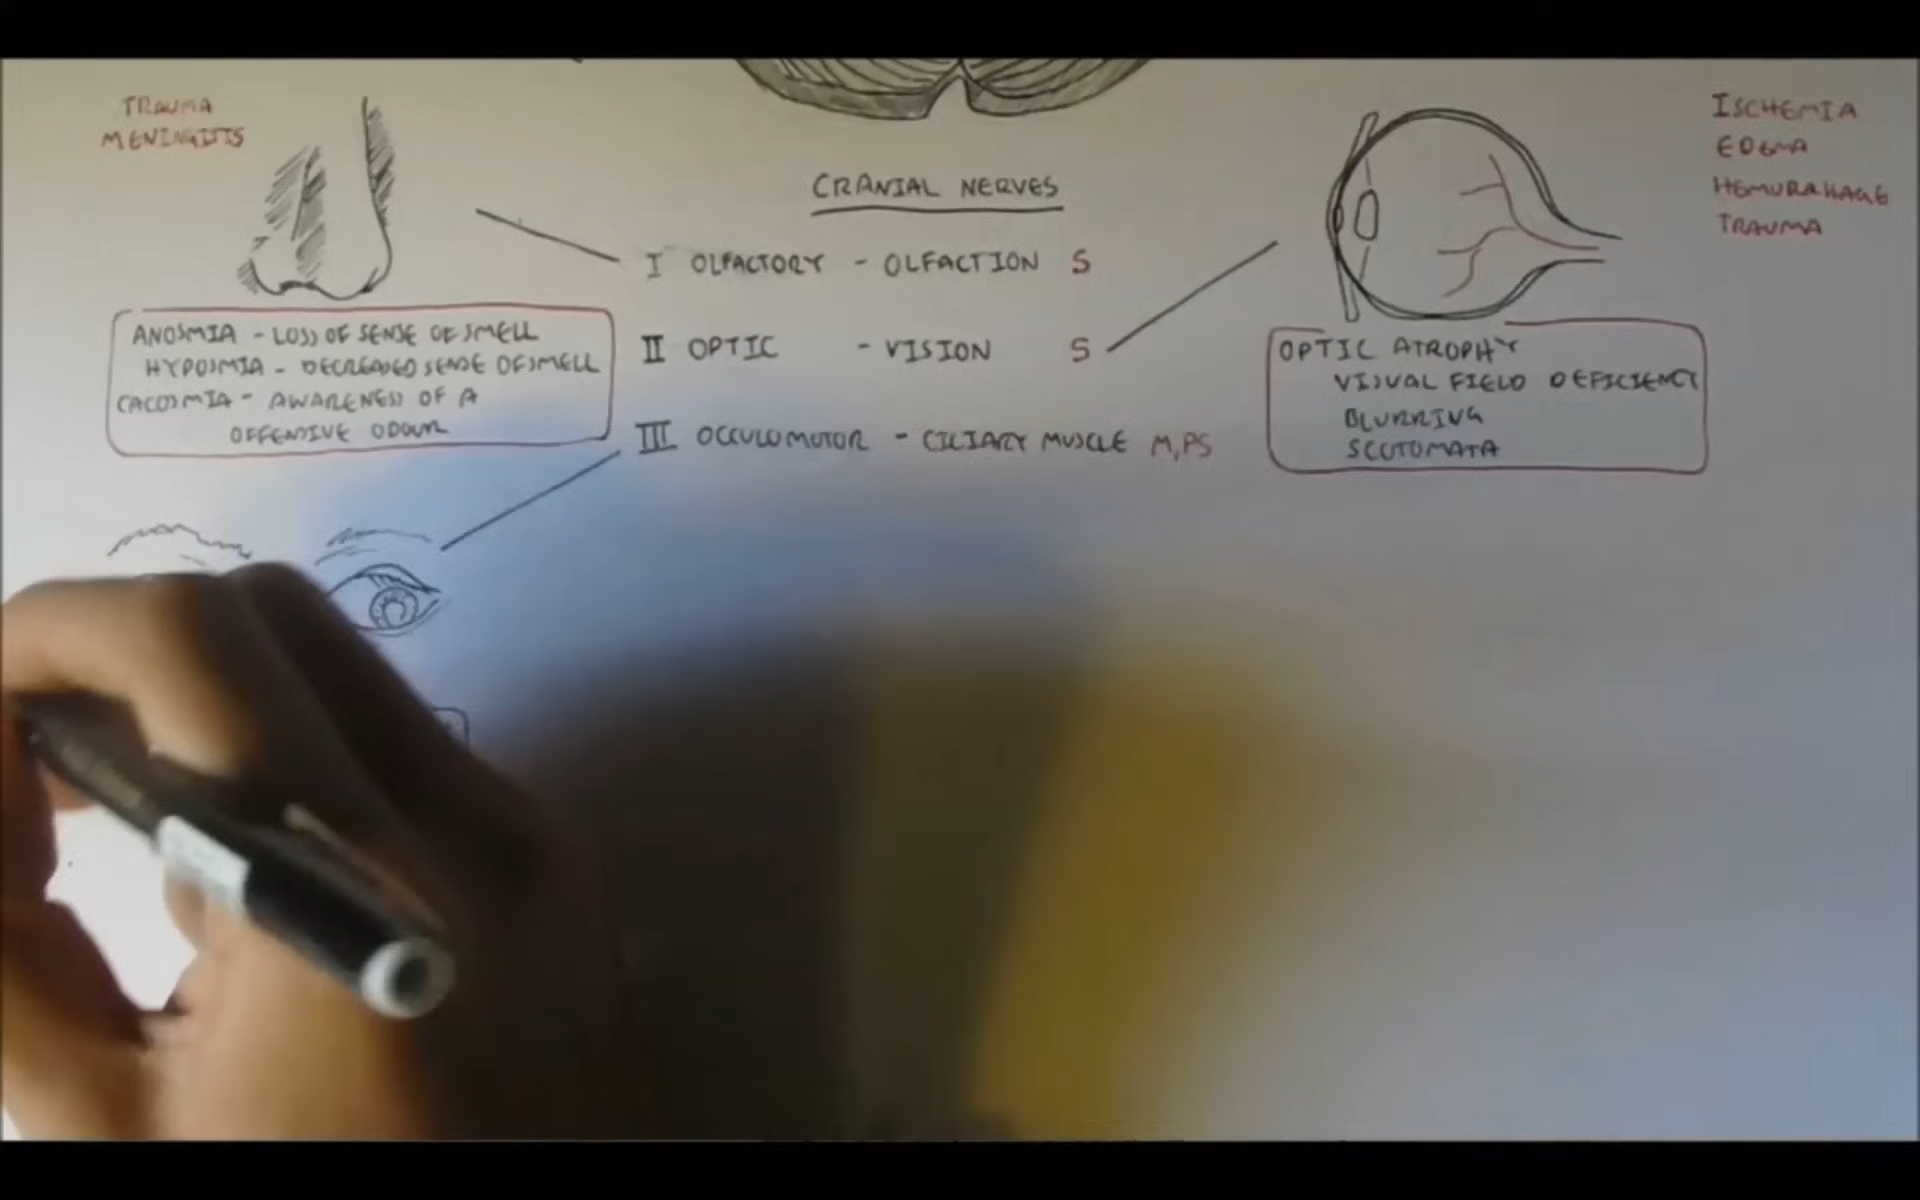 TRAUMA
MENINGITIS
CRANIAL NERVES
I OLFACTORY - OLFACTION S
II OPTIC - VISION S
III OCCULOMOTOR - CILIARY MUSCLE M,PS
ANOSMIA - LOSS OF SENSE OF SMELL
HYPOSMIA - DECREASED SENSE OF SMELL
CACOSMIA - AWARENESS OF A
OFFENSIVE ODOUR
ISCHEMIA
EDEMA
HEMURRHAGE
TRAUMA
OPTIC ATROPHY
VISUAL FIELD DEFICIENCY
BLURRING
SCOTOMATA